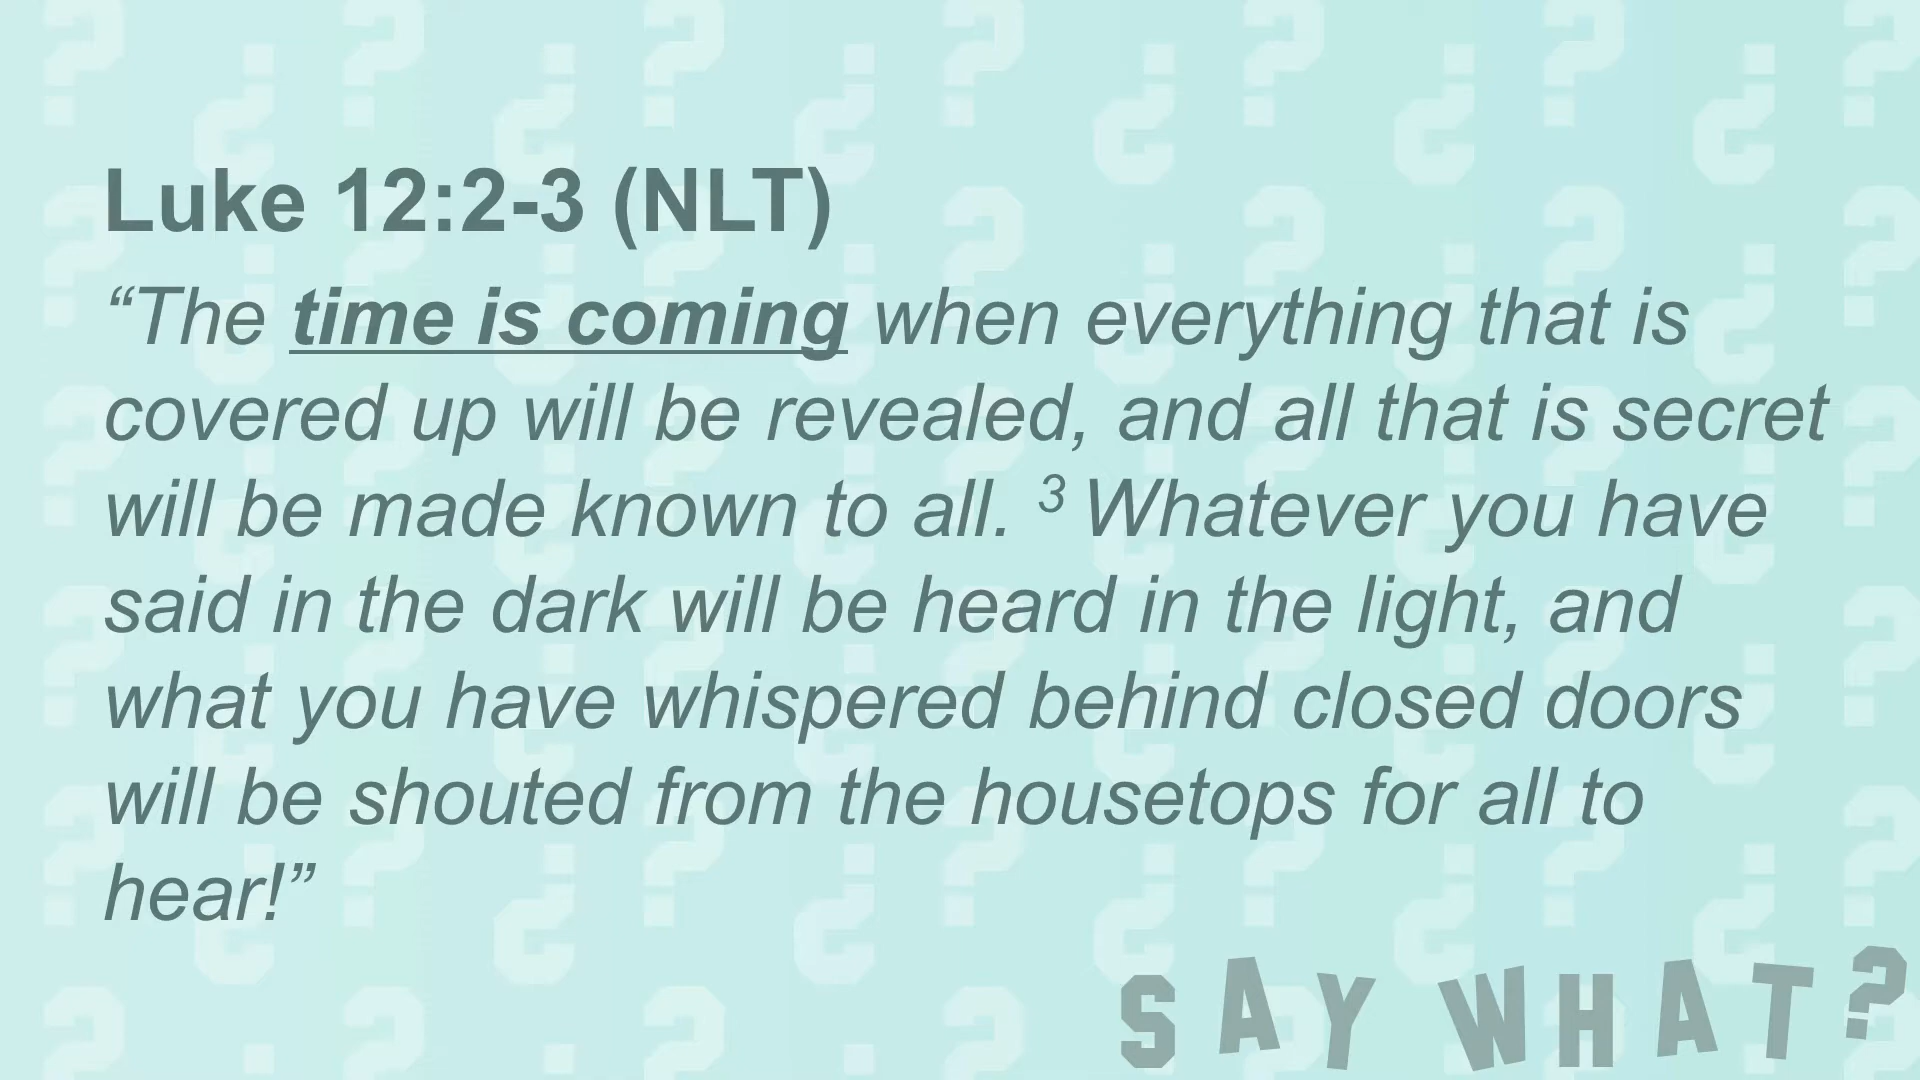 Luke 12:2-3 (NLT)
“The time is coming when everything that is
covered up will be revealed, and all that is secret
will be made known to all. ³ Whatever you have
said in the dark will be heard in the light, and
what you have whispered behind closed doors
will be shouted from the housetops for all to
hear!”
SAY WHAT?